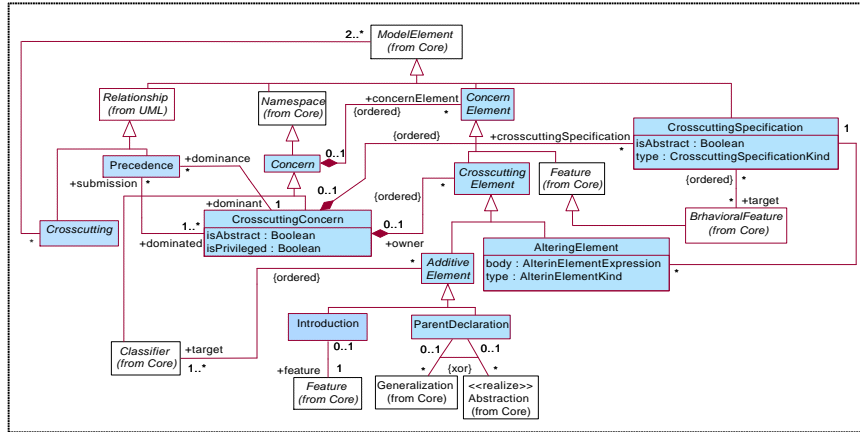 2..*
ModelElement
(from Core)
Relationship
(from UML)
Namespace
(from Core)
+concernElement
{ordered}
*
Concern
Element
CrosscuttingSpecification
isAbstract : Boolean
type : CrosscuttingSpecificationKind
1
{ordered}
+crosscuttingSpecification
*
Precedence
+dominance
*
+submission
*
Concern
0..1
Crosscutting
Element
Feature
(from Core)
{ordered}
*
+target
BrhavioralFeature
(from Core)
0..1
+dominant
1
{ordered}
*
Crosscutting
*
1..*
+dominated
CrosscuttingConcern
isAbstract : Boolean
isPrivileged : Boolean
0..1
+owner
AlteringElement
body : AlterinElementExpression
type : AlterinElementKind
*
Additive
Element
*
{ordered}
Introduction
ParentDeclaration
0..1
0..1
0..1
Classifier
(from Core)
+target
1..*
+feature
1
*
{xor}
*
Feature
(from Core)
Generalization
(from Core)
<<realize>>
Abstraction
(from Core)